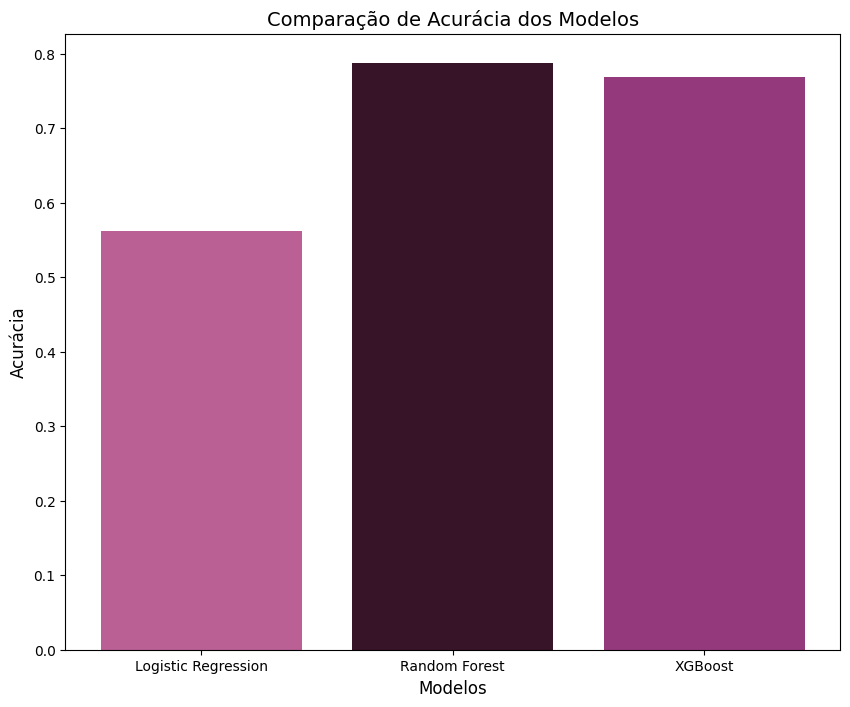 Comparação de Acurácia dos Modelos
Acurácia
0.8
0.7
0.6
0.5
0.4
0.3
0.2
0.1
0.0
Logistic Regression
Random Forest
XGBoost
Modelos